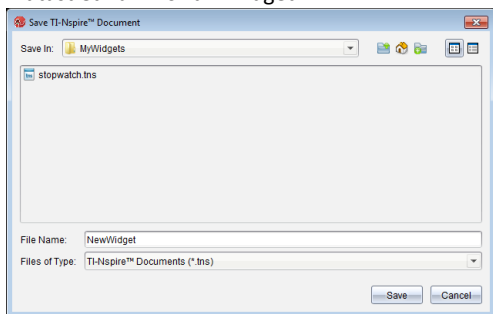 Save TI-Nspire™ Document
Save In: MyWidgets
stopwatch.tns
File Name: NewWidget
Files of Type: TI-Nspire™ Documents (*.tns)
Save Cancel